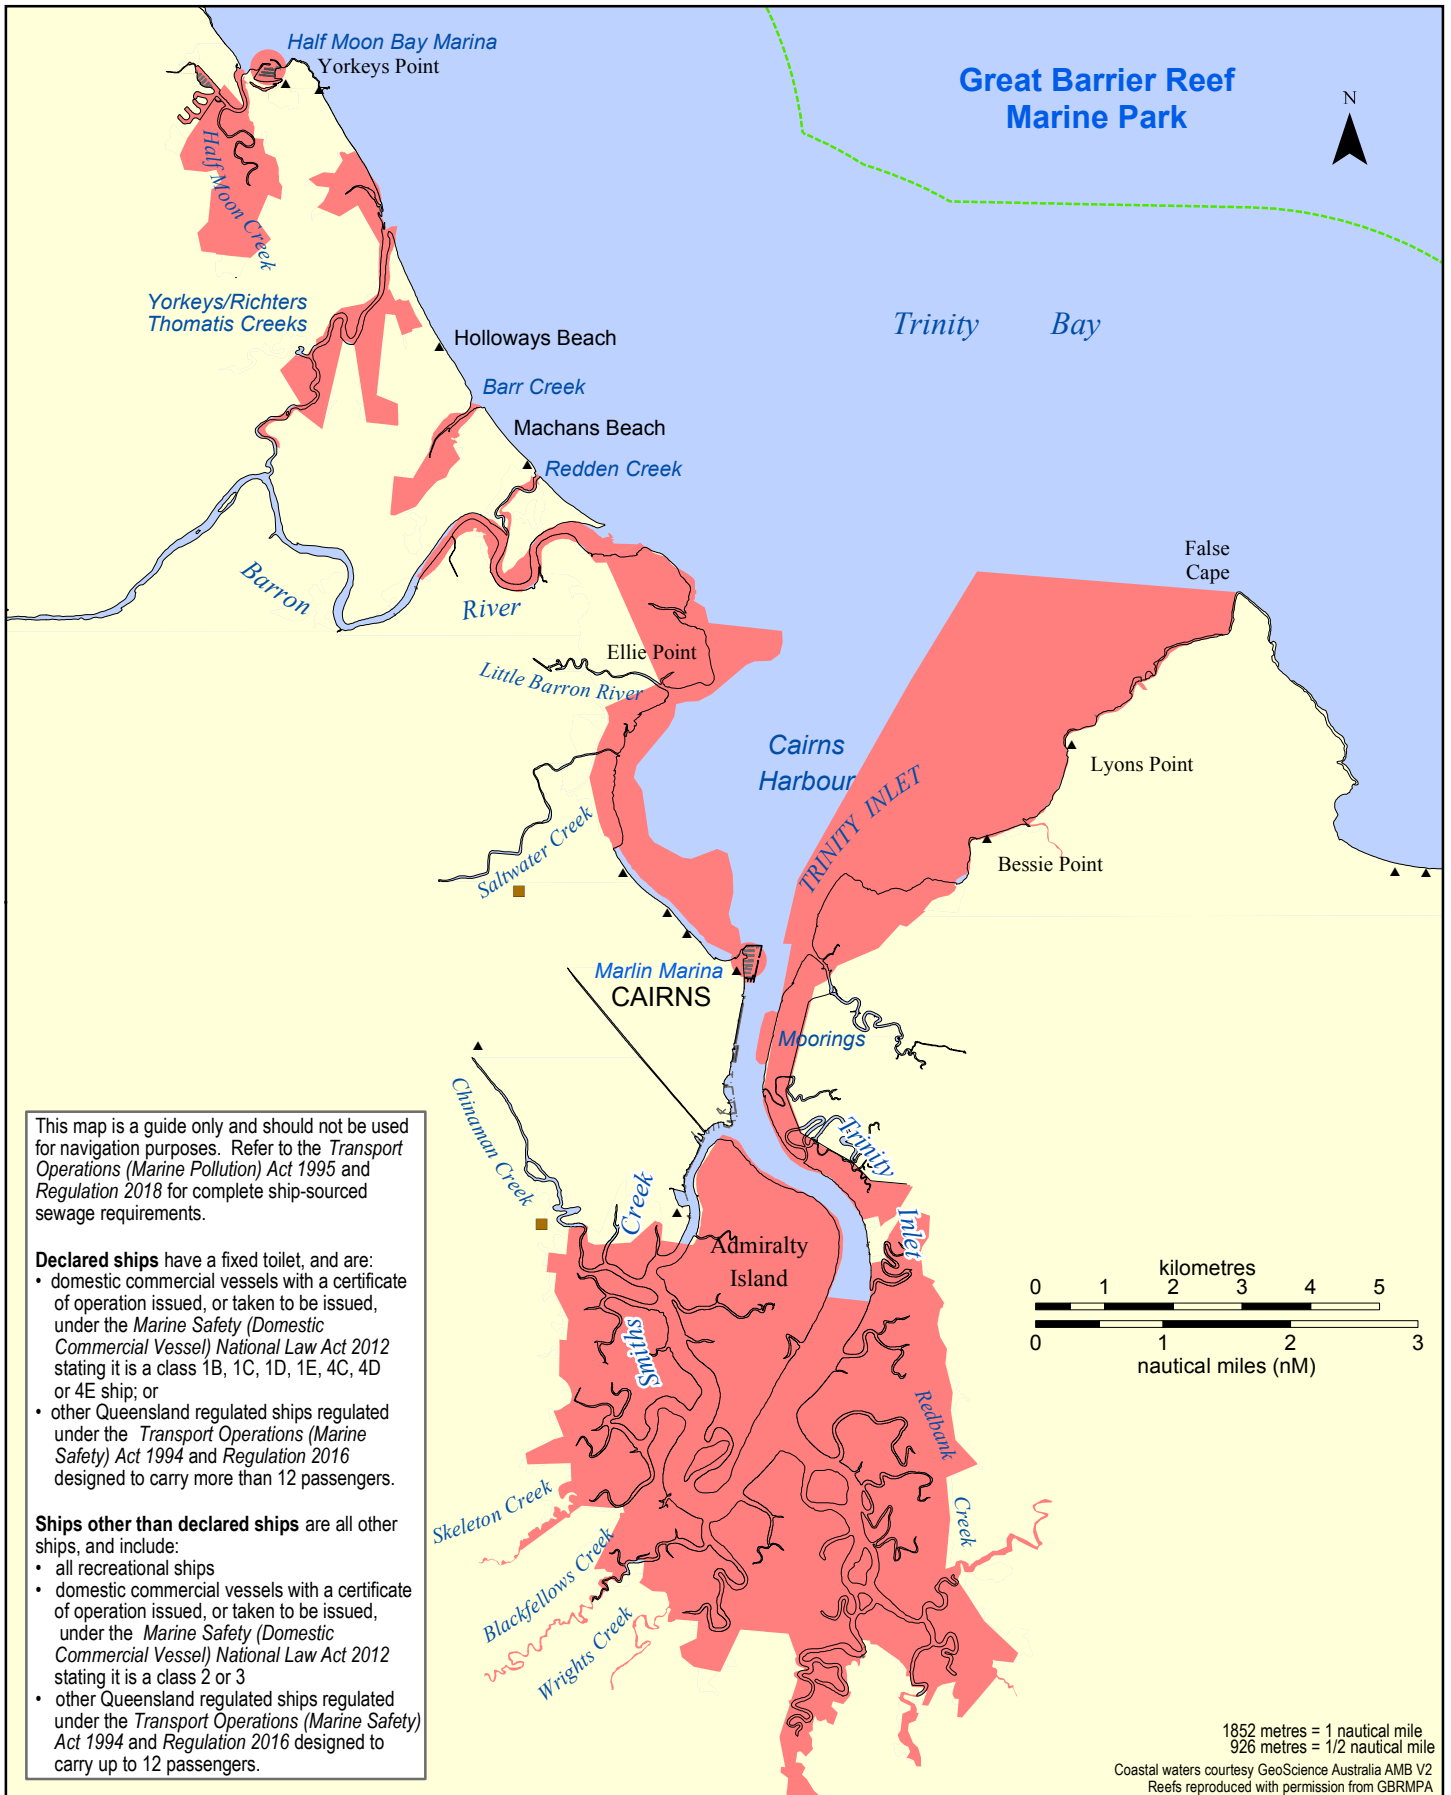 Half Moon Bay Marina
Yorkeys Point
Great Barrier Reef
Marine Park
N
Half Moon Creek
Yorkeys/Richters
Thomatis Creeks
Trinity Bay
Holloways Beach
Barr Creek
Machans Beach
Redden Creek
False
Cape
Barron
River
Ellie Point
Little Barron River
Cairns
Harbour
TRINITY INLET
Lyons Point
Saltwater Creek
Bessie Point
Marlin Marina
CAIRNS
Moorings
Chinaman Creek
Trinity
Inlet
Creek
Smiths
Admiralty
Island
Redbank
Creek
Skeleton Creek
Blackfellows Creek
Wrights Creek
kilometres
0 1 2 3 4 5
0 1 2 3
nautical miles (nM)
This map is a guide only and should not be used
for navigation purposes. Refer to the Transport
Operations (Marine Pollution) Act 1995 and
Regulation 2018 for complete ship-sourced
sewage requirements.
Declared ships have a fixed toilet, and are:
• domestic commercial vessels with a certificate
of operation issued, or taken to be issued,
under the Marine Safety (Domestic
Commercial Vessel) National Law Act 2012
stating it is a class 1B, 1C, 1D, 1E, 4C, 4D
or 4E ship; or
• other Queensland regulated ships regulated
under the Transport Operations (Marine
Safety) Act 1994 and Regulation 2016
designed to carry more than 12 passengers.
Ships other than declared ships are all other
ships, and include:
• all recreational ships
• domestic commercial vessels with a certificate
of operation issued, or taken to be issued,
under the Marine Safety (Domestic
Commercial Vessel) National Law Act 2012
stating it is a class 2 or 3
• other Queensland regulated ships regulated
under the Transport Operations (Marine Safety)
Act 1994 and Regulation 2016 designed to
carry up to 12 passengers.
1852 metres = 1 nautical mile
926 metres = 1/2 nautical mile
Coastal waters courtesy GeoScience Australia AMB V2
Reefs reproduced with permission from GBRMPA